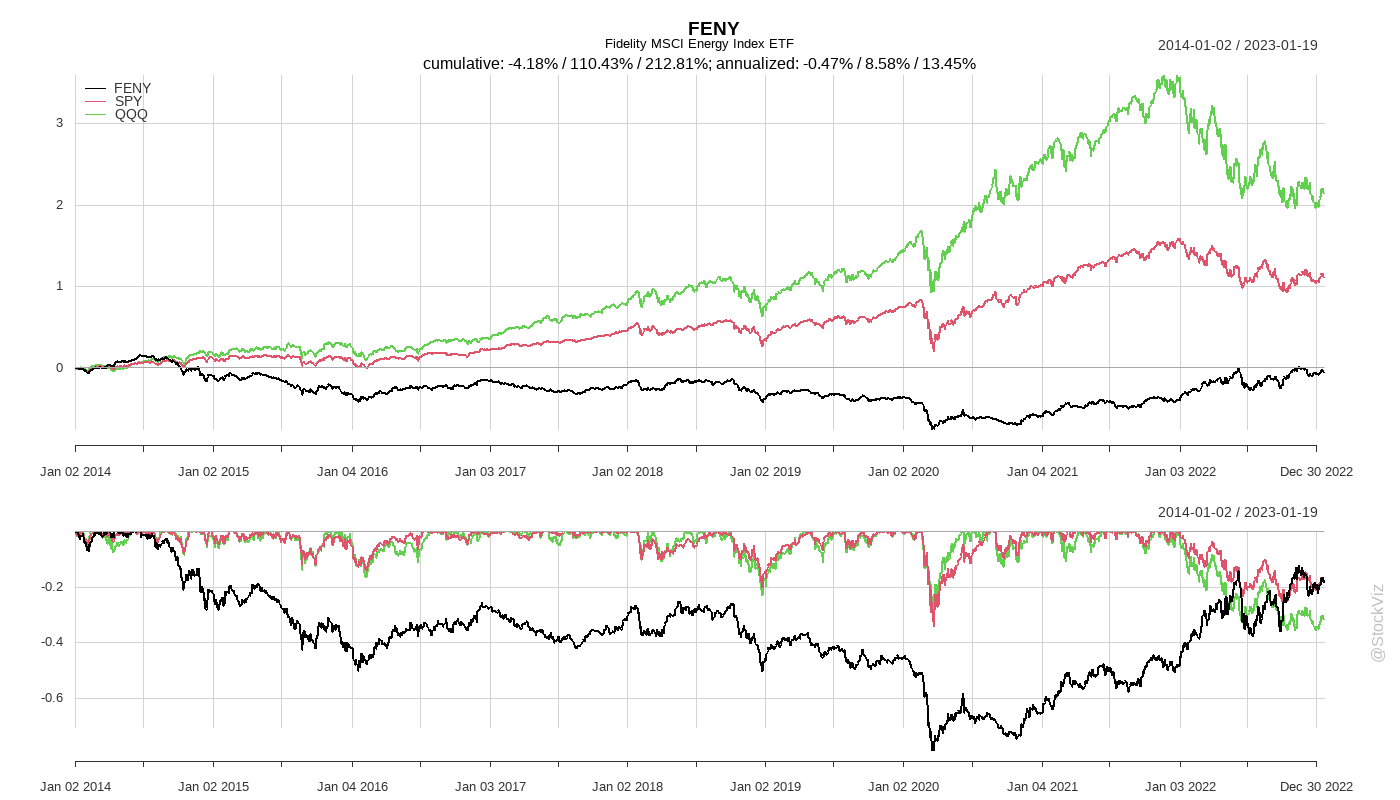 FENY
Fidelity MSCI Energy Index ETF
2014-01-02 / 2023-01-19
cumulative: -4.18% / 110.43% / 212.81%; annualized: -0.47% / 8.58% / 13.45%
FENY
SPY
QQQ
3
2
1
0
Jan 02 2014 Jan 02 2015 Jan 04 2016 Jan 03 2017 Jan 02 2018 Jan 02 2019 Jan 02 2020 Jan 04 2021 Jan 03 2022 Dec 30 2022
2014-01-02 / 2023-01-19
-0.2
-0.4
-0.6
Jan 02 2014 Jan 02 2015 Jan 04 2016 Jan 03 2017 Jan 02 2018 Jan 02 2019 Jan 02 2020 Jan 04 2021 Jan 03 2022 Dec 30 2022
@StockViz